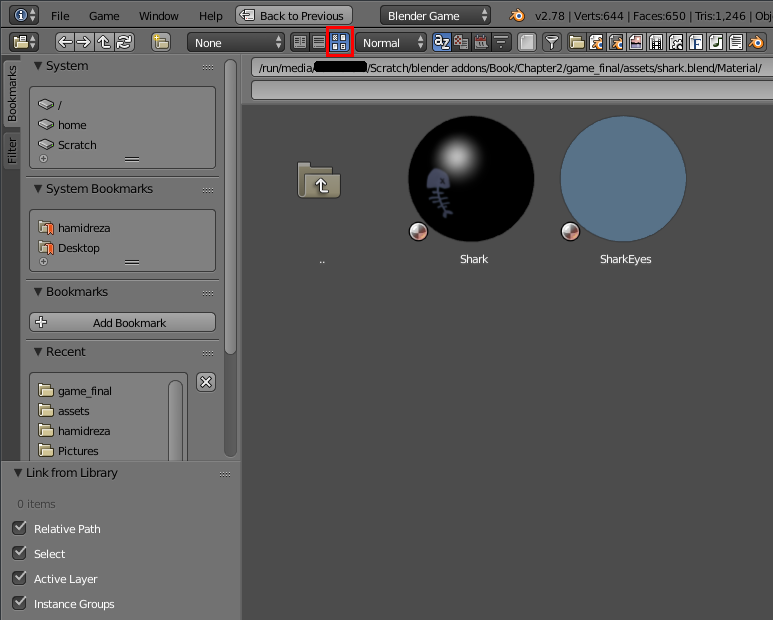 File Game Window Help Back to Previous Blender Game v2.78 | Verts:644 | Faces:650 | Tris:1,246 | Obje
None Normal az F
Bookmarks
Filter
System
/
home
Scratch
System Bookmarks
hamidreza
Desktop
Bookmarks
Add Bookmark
Recent
game_final
assets
hamidreza
Pictures
Link from Library
0 items
Relative Path
Select
Active Layer
Instance Groups
/run/media/ /Scratch/blender addons/Book/Chapter2/game_final/assets/shark.blend/Material/
..
Shark
SharkEyes